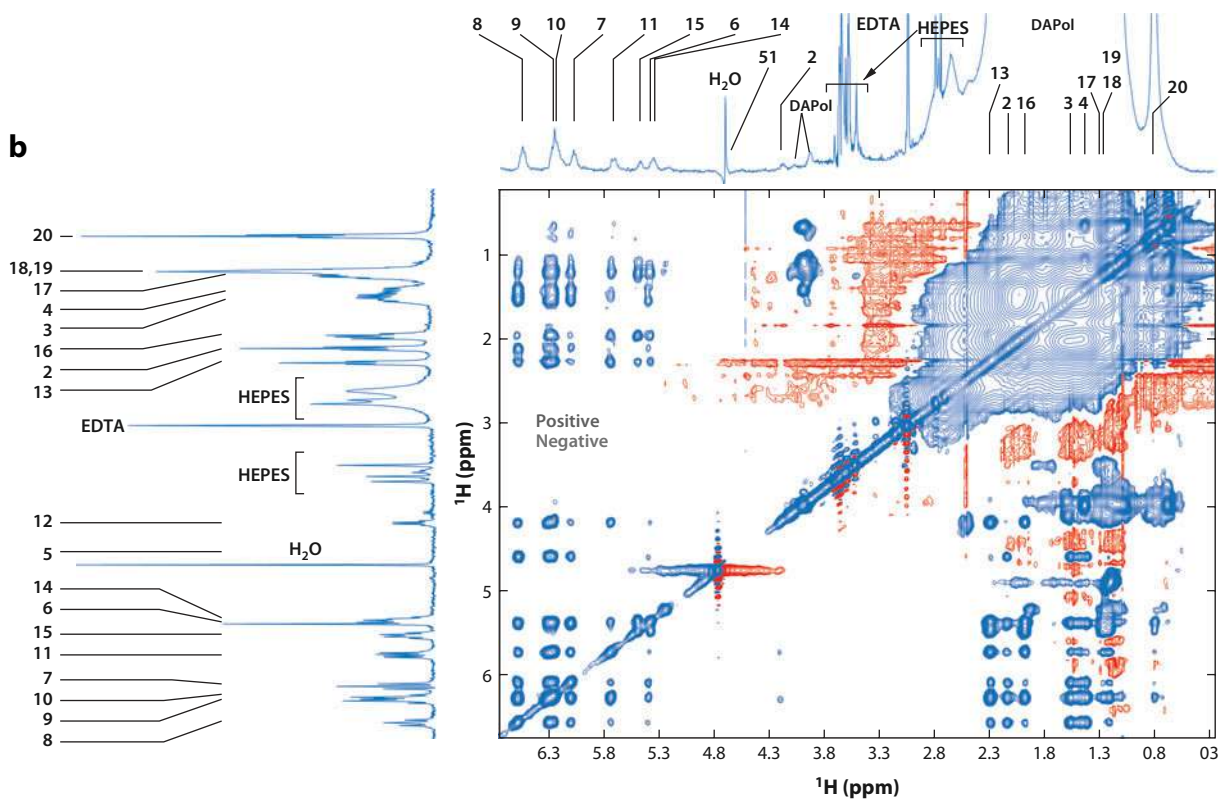 8 9 10 7 11 15 6 14
51
2
H2O
DAPol
EDTA
HEPES
DAPol
13
2 16
3 4
19
17
18
20
b
20
18,19
17
4
3
16
2
13
HEPES
EDTA
HEPES
12
5
H2O
14
6
15
11
7
10
9
8
Positive
Negative
1
2
3
4
5
6
1H (ppm)
6.3 5.8 5.3 4.8 4.3 3.8 3.3 2.8 2.3 1.8 1.3 0.8 03
1H (ppm)